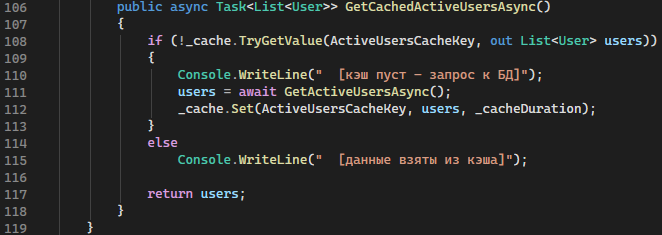 106 public async Task<List<User>> GetCachedActiveUsersAsync()
107 {
108 if (!_cache.TryGetValue(ActiveUsersCacheKey, out List<User> users))
109 {
110 Console.WriteLine("  [кэш пуст — запрос к БД]");
111 users = await GetActiveUsersAsync();
112 _cache.Set(ActiveUsersCacheKey, users, _cacheDuration);
113 }
114 else
115 Console.WriteLine("  [данные взяты из кэша]");
116
117 return users;
118 }
119 }